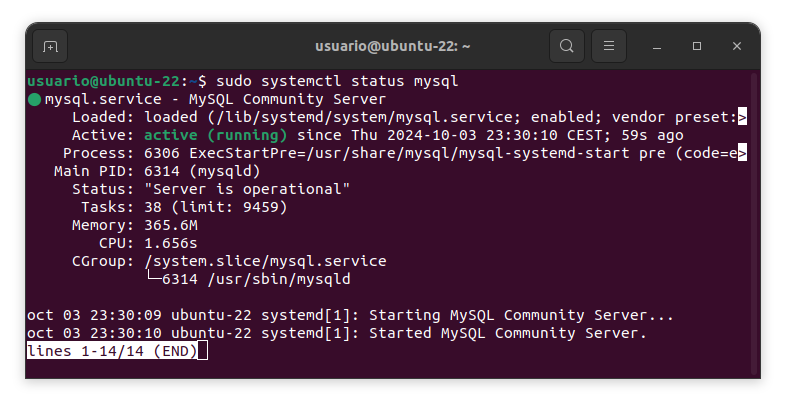 usuario@ubuntu-22: ~
usuario@ubuntu-22:~$ sudo systemctl status mysql
● mysql.service - MySQL Community Server
     Loaded: loaded (/lib/systemd/system/mysql.service; enabled; vendor preset:>
     Active: active (running) since Thu 2024-10-03 23:30:10 CEST; 59s ago
    Process: 6306 ExecStartPre=/usr/share/mysql/mysql-systemd-start pre (code=e>
   Main PID: 6314 (mysqld)
     Status: "Server is operational"
      Tasks: 38 (limit: 9459)
     Memory: 365.6M
        CPU: 1.656s
     CGroup: /system.slice/mysql.service
             └─6314 /usr/sbin/mysqld
oct 03 23:30:09 ubuntu-22 systemd[1]: Starting MySQL Community Server...
oct 03 23:30:10 ubuntu-22 systemd[1]: Started MySQL Community Server.
lines 1-14/14 (END)